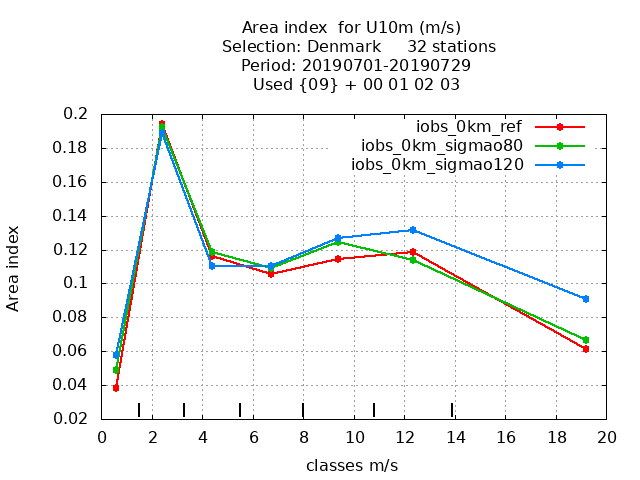 Area index  for U10m (m/s)
Selection: Denmark     32 stations
Period: 20190701-20190729
Used {09} + 00 01 02 03
iobs_0km_ref
iobs_0km_sigmao80
iobs_0km_sigmao120
Area index
0.2
0.18
0.16
0.14
0.12
0.1
0.08
0.06
0.04
0.02
0 2 4 6 8 10 12 14 16 18 20
classes m/s